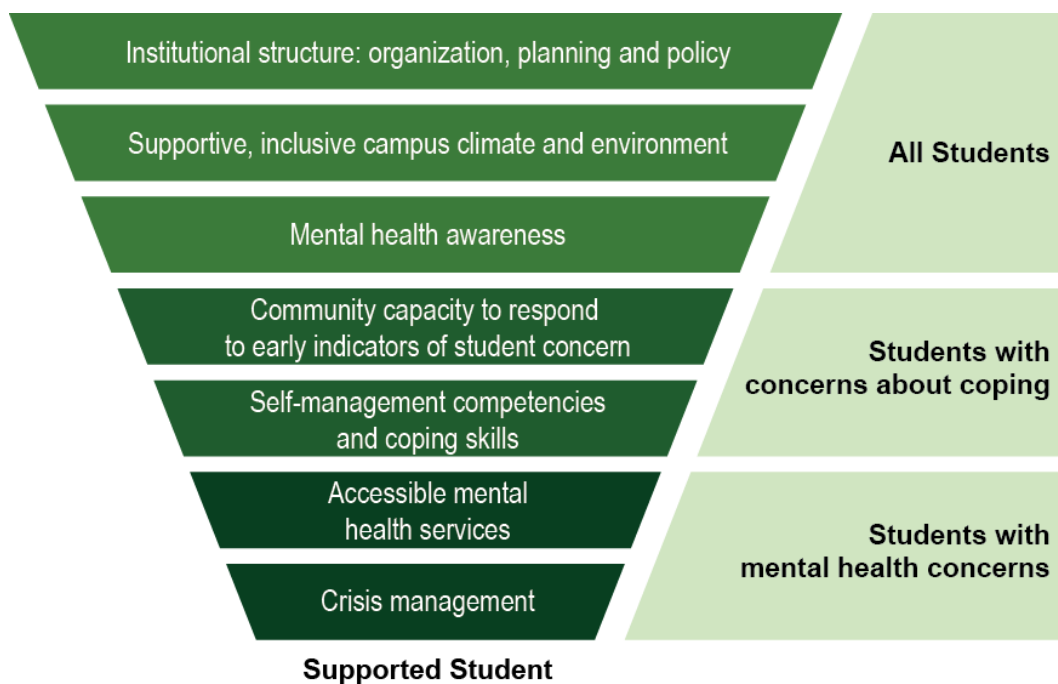 Institutional structure: organization, planning and policy
Supportive, inclusive campus climate and environment
Mental health awareness
All Students
Community capacity to respond
to early indicators of student concern
Self-management competencies
and coping skills
Students with
concerns about coping
Accessible mental
health services
Crisis management
Students with
mental health concerns
Supported Student